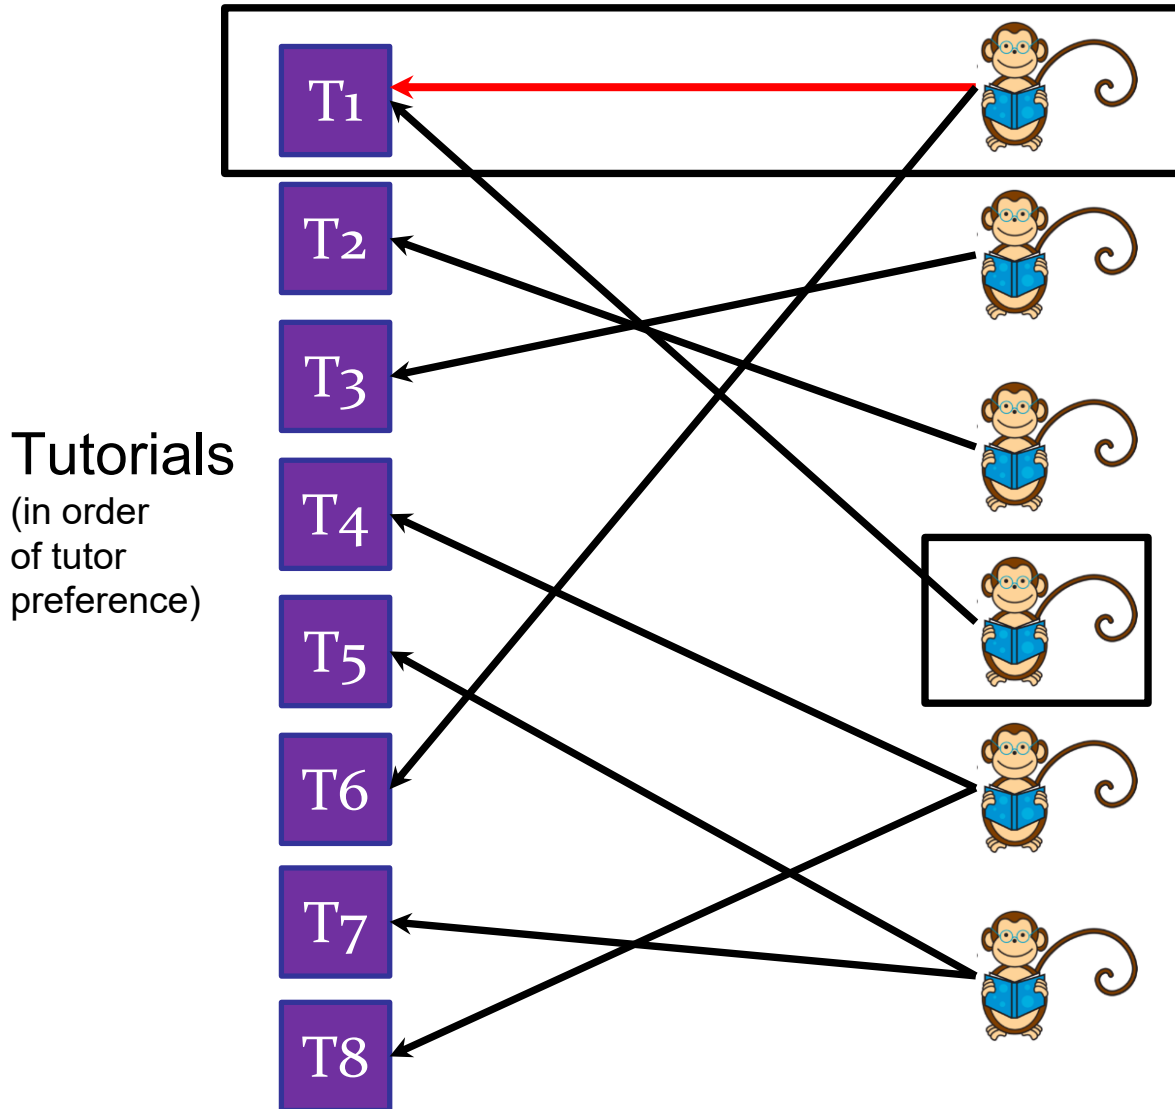 T1
T2
T3
Tutorials
(in order
of tutor
preference)
T4
T5
T6
T7
T8